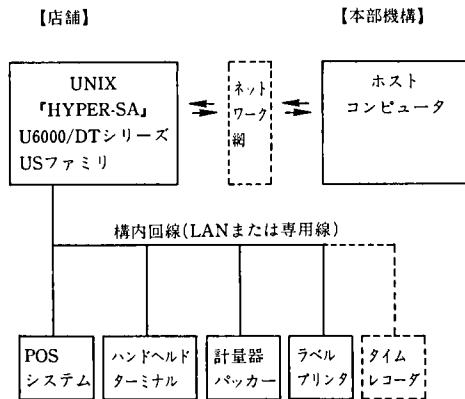 【店舗】
【本部機構】
UNIX
『HYPER-SA』
U6000/DTシリーズ
USファミリ
ネット
ワーク
網
ホスト
コンピュータ
構内回線(LANまたは専用線)
POS
システム
ハンドヘルド
ターミナル
計量器
パッカー
ラベル
プリンタ
タイム
レコーダ